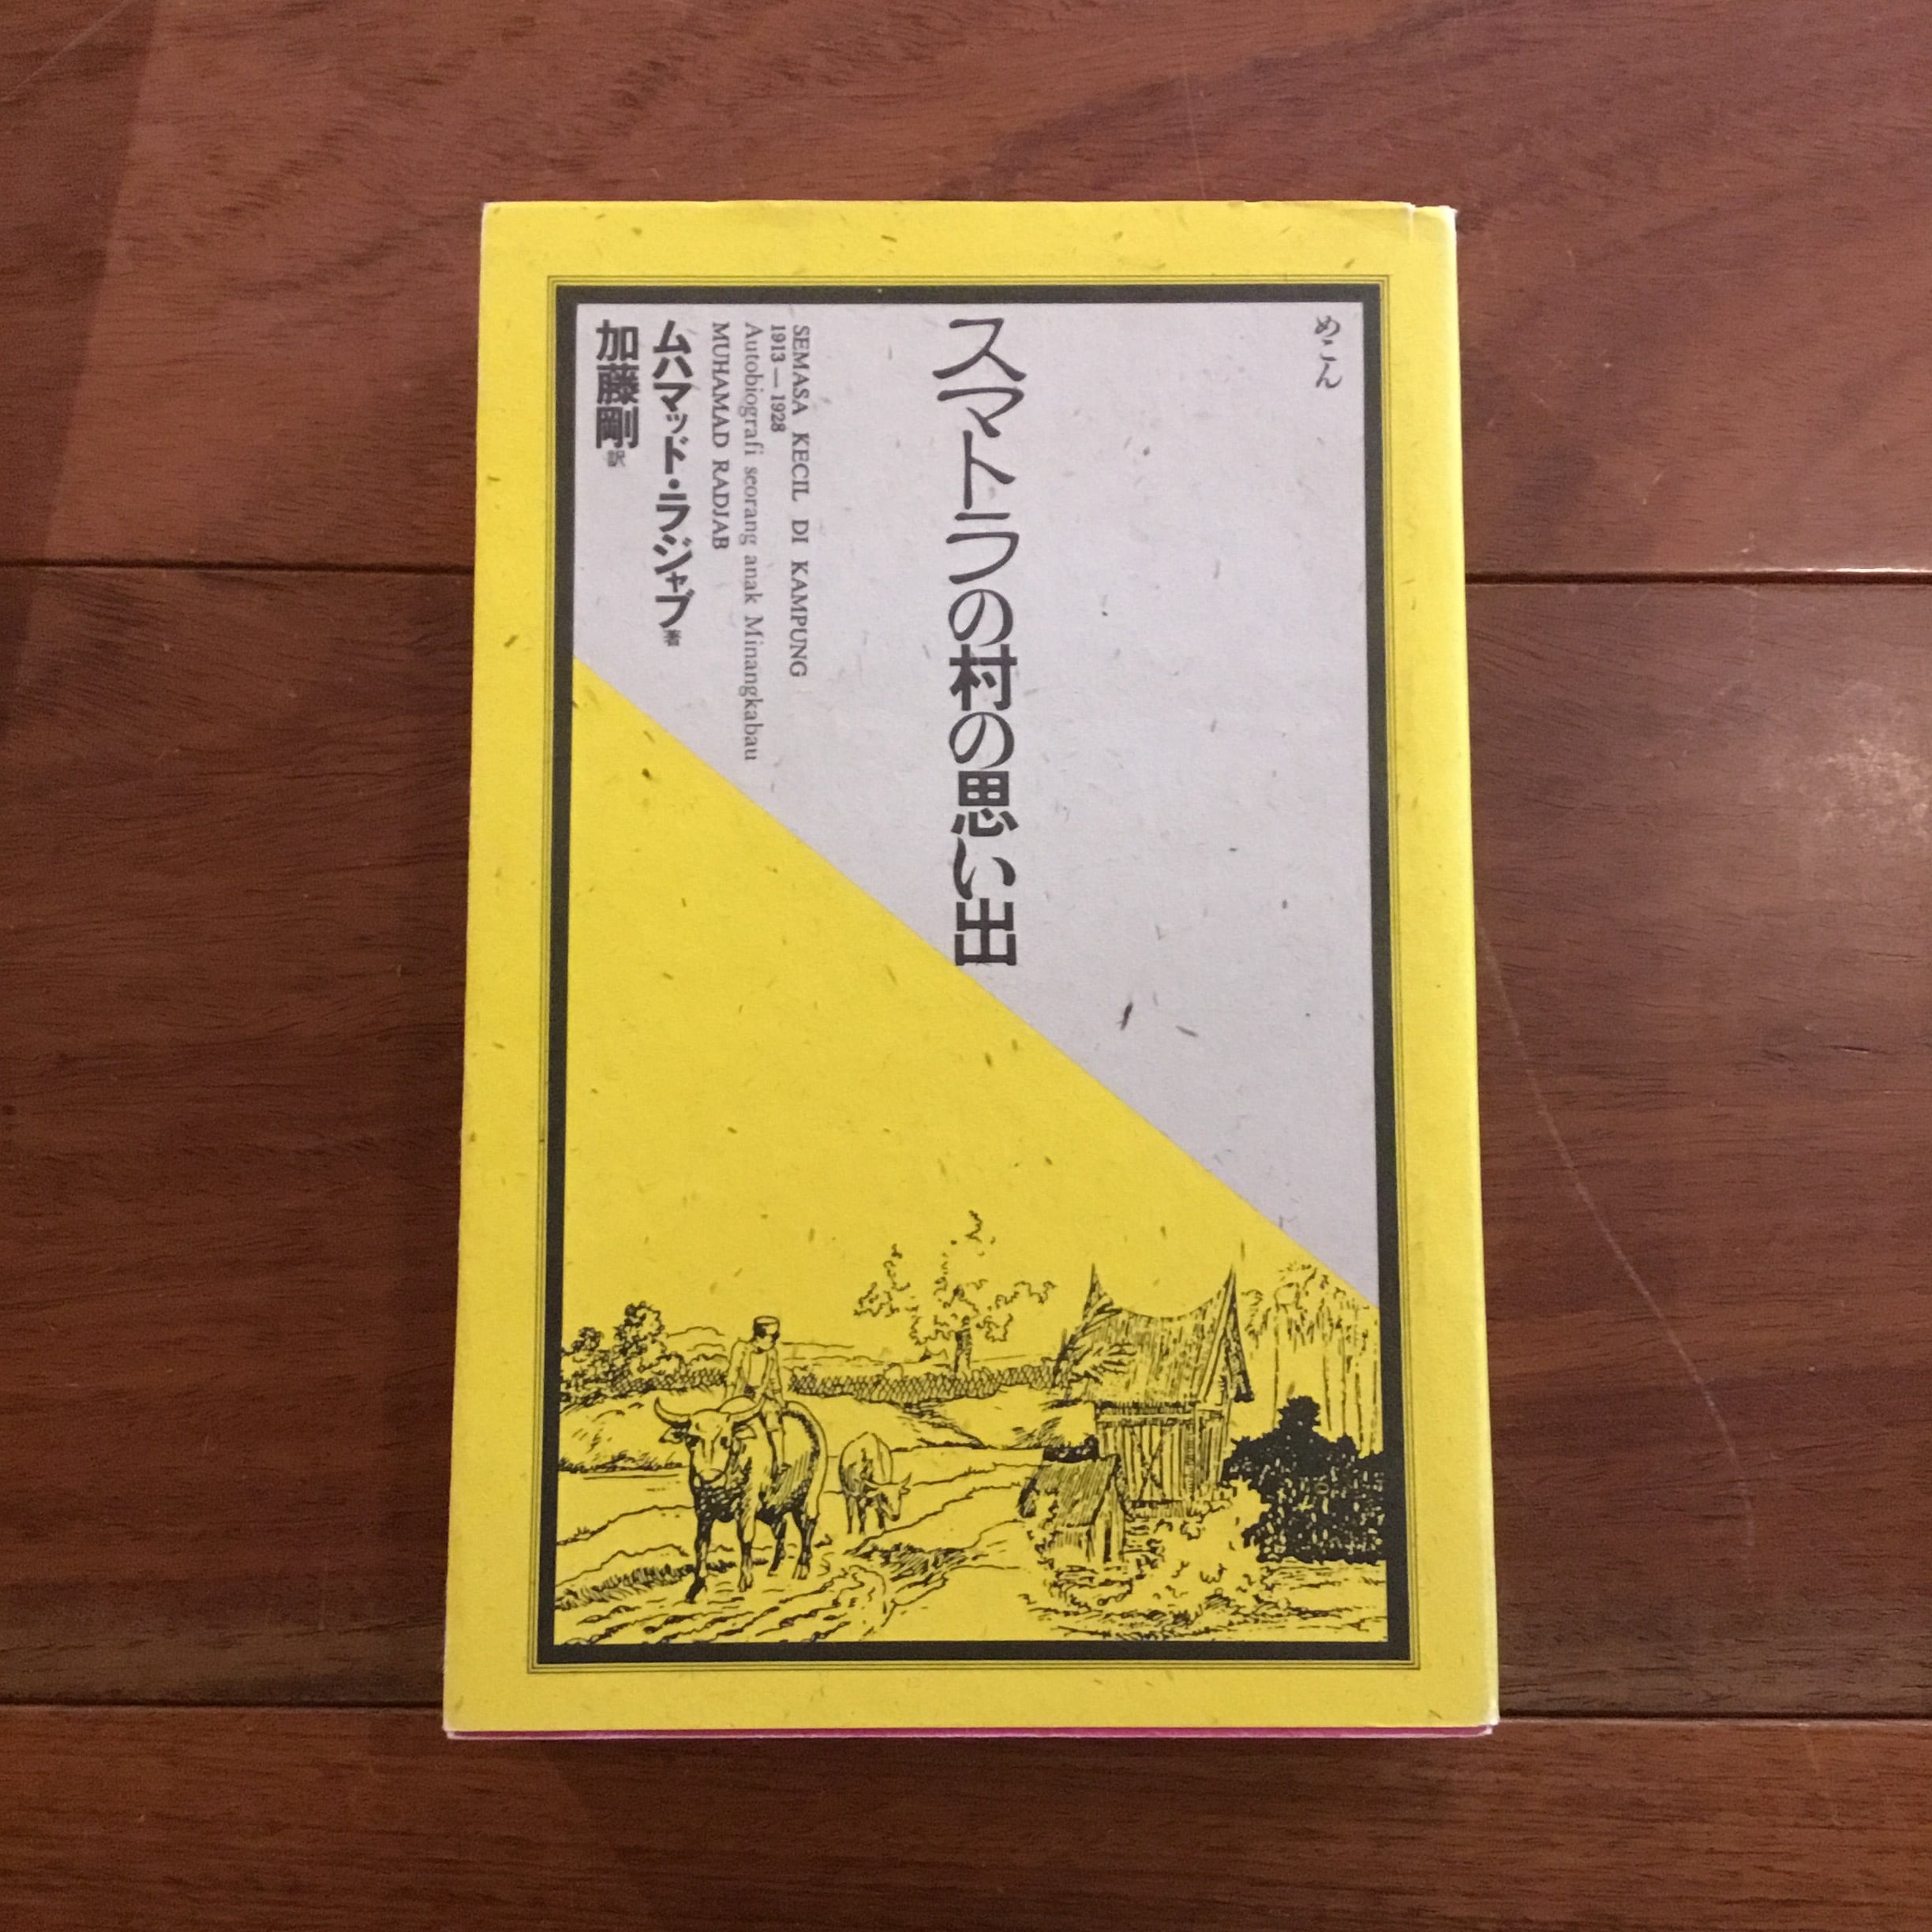 めこん
スマトラの村の思い出
SEMASA KECIL DI KAMPUNG
1913—1928
Autobiografi seorang anak Minangkabau
MUHAMAD RADJAB
ムハマッド・ラジャブ著
加藤剛訳